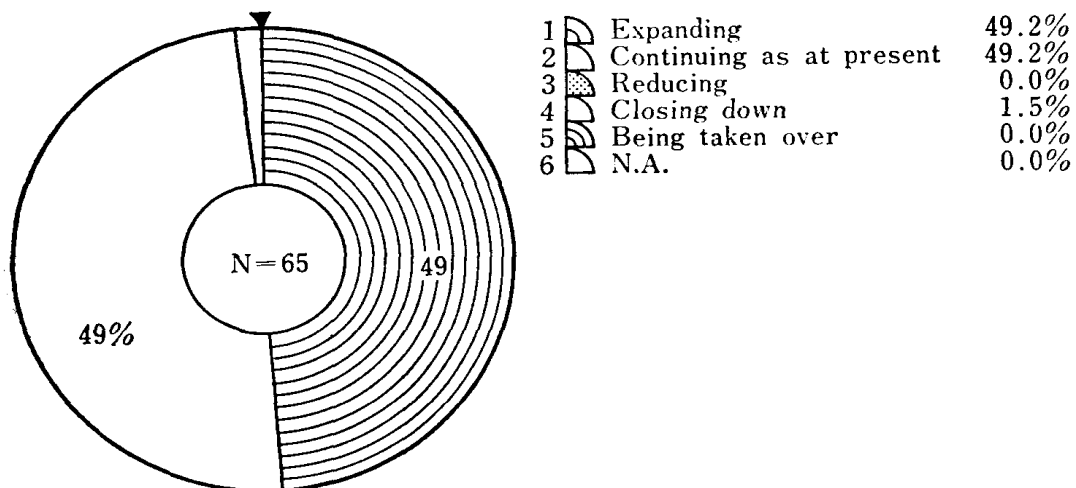 1 Expanding 49.2%
2 Continuing as at present 49.2%
3 Reducing 0.0%
4 Closing down 1.5%
5 Being taken over 0.0%
6 N.A. 0.0%
N=65
49
49%